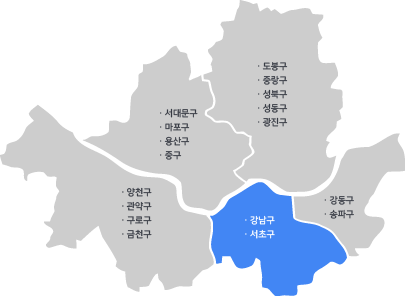 · 도봉구
· 중랑구
· 성북구
· 성동구
· 광진구
· 서대문구
· 마포구
· 용산구
· 중구
· 양천구
· 관악구
· 구로구
· 금천구
· 강남구
· 서초구
· 강동구
· 송파구